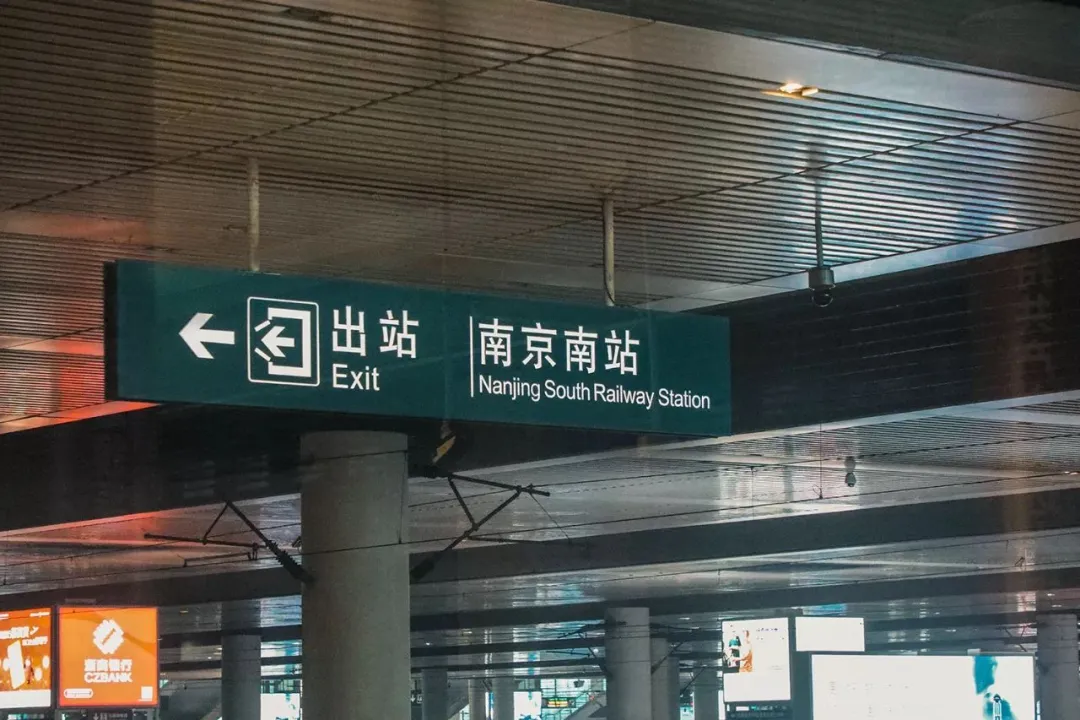 出站
Exit
南京南站
Nanjing South Railway Station
浙商银行
CZBANK